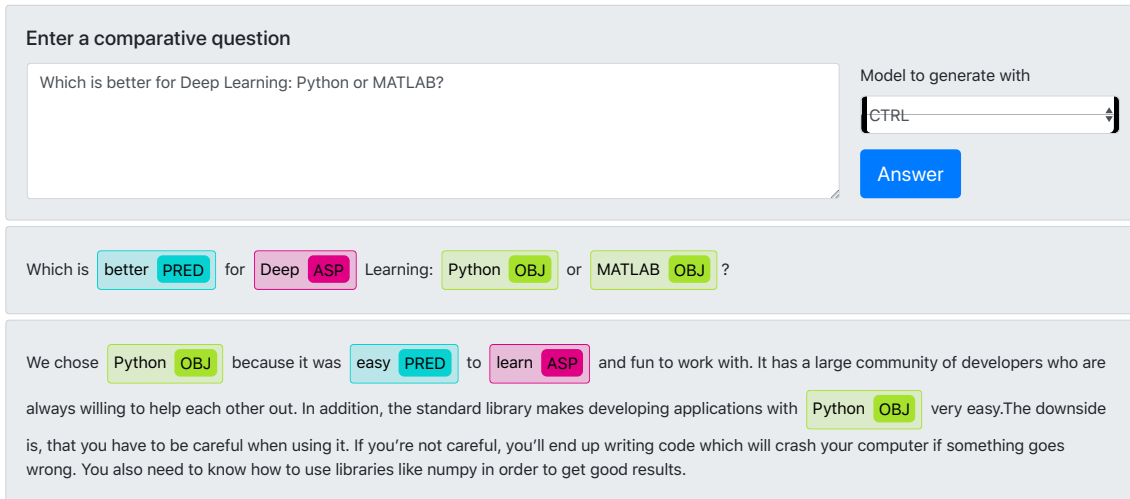 Enter a comparative question
Which is better for Deep Learning: Python or MATLAB?
Model to generate with
CTRL
Answer
Which is better PRED for Deep ASP Learning: Python OBJ or MATLAB OBJ ?
We chose Python OBJ because it was easy PRED to learn ASP and fun to work with. It has a large community of developers who are
always willing to help each other out. In addition, the standard library makes developing applications with Python OBJ very easy.The downside
is, that you have to be careful when using it. If you’re not careful, you’ll end up writing code which will crash your computer if something goes
wrong. You also need to know how to use libraries like numpy in order to get good results.